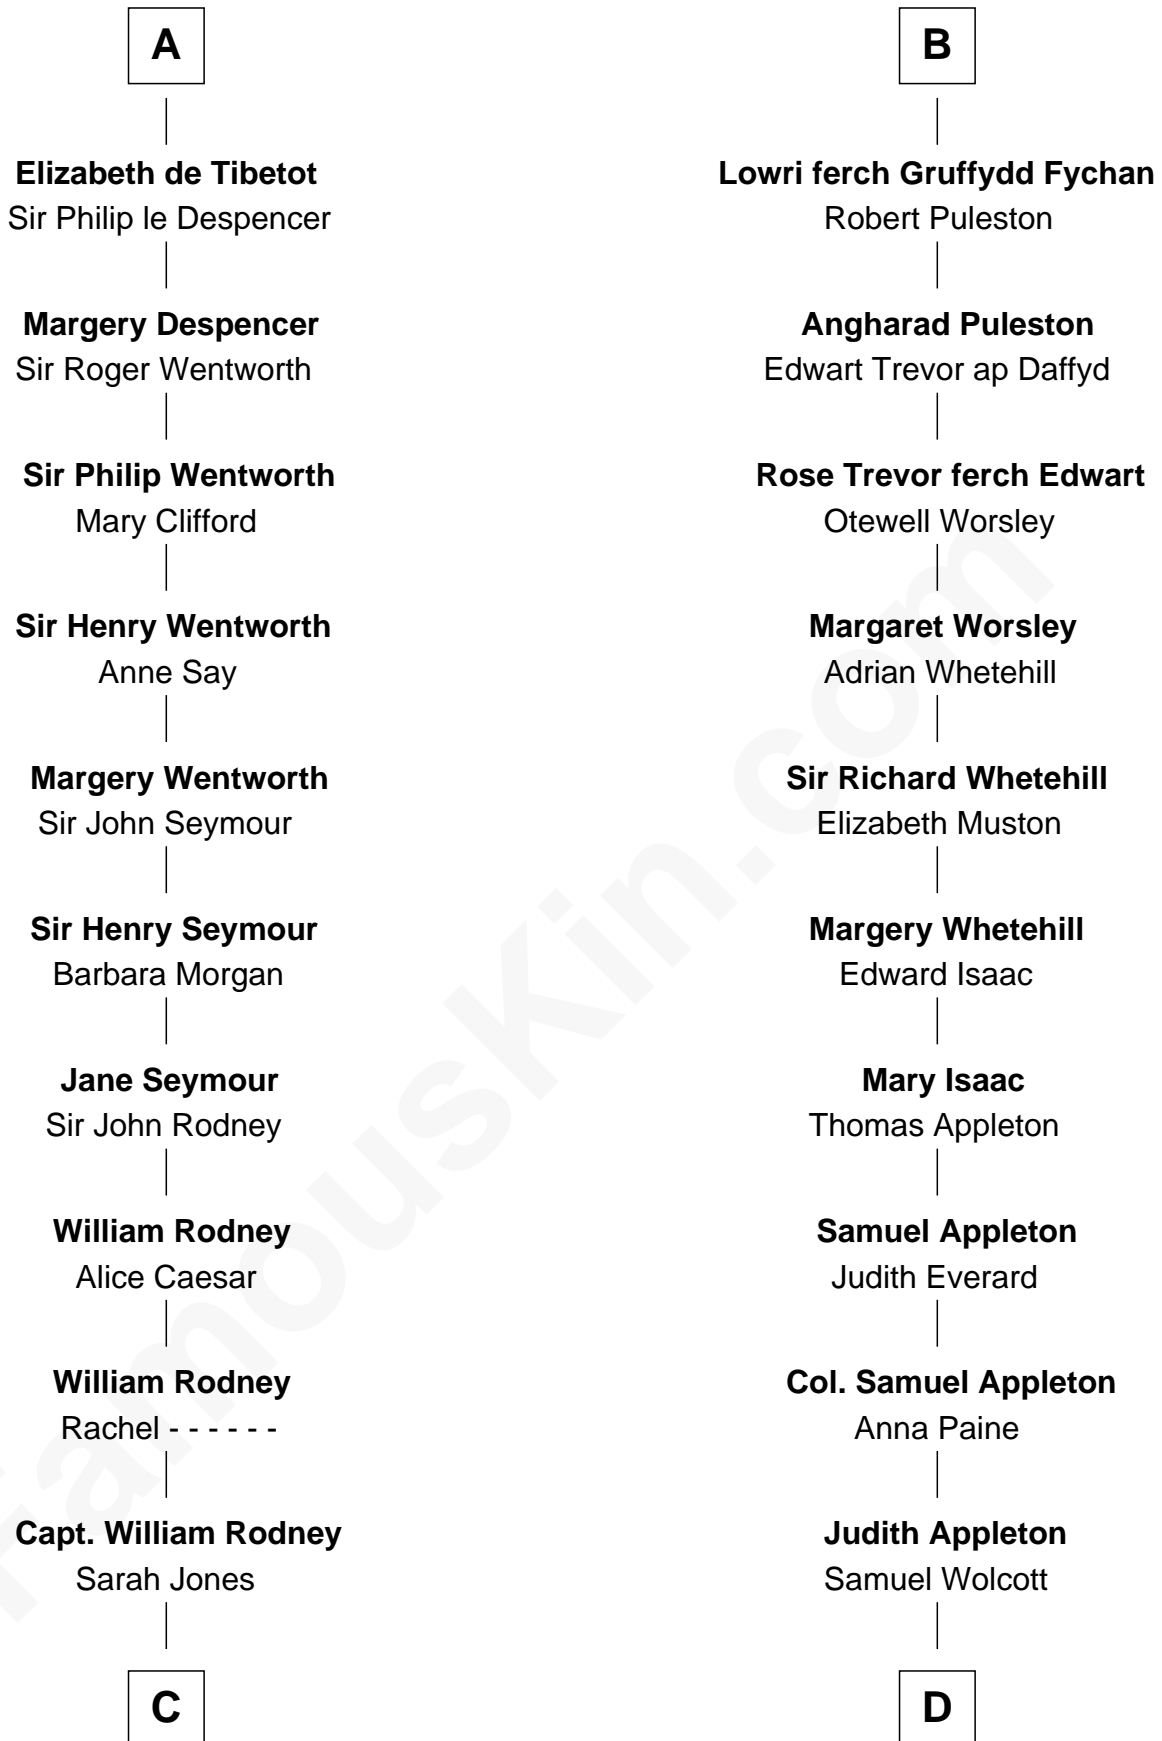 A
Elizabeth de Tibetot
Sir Philip le Despencer
Margery Despencer
Sir Roger Wentworth
Sir Philip Wentworth
Mary Clifford
Sir Henry Wentworth
Anne Say
Margery Wentworth
Sir John Seymour
Sir Henry Seymour
Barbara Morgan
Jane Seymour
Sir John Rodney
William Rodney
Alice Caesar
William Rodney
Rachel - - - - - -
Capt. William Rodney
Sarah Jones
C
B
Lowri ferch Gruffydd Fychan
Robert Puleston
Angharad Puleston
Edwart Trevor ap Daffyd
Rose Trevor ferch Edwart
Otewell Worsley
Margaret Worsley
Adrian Whetehill
Sir Richard Whetehill
Elizabeth Muston
Margery Whetehill
Edward Isaac
Mary Isaac
Thomas Appleton
Samuel Appleton
Judith Everard
Col. Samuel Appleton
Anna Paine
Judith Appleton
Samuel Wolcott
D
FamousKin.com